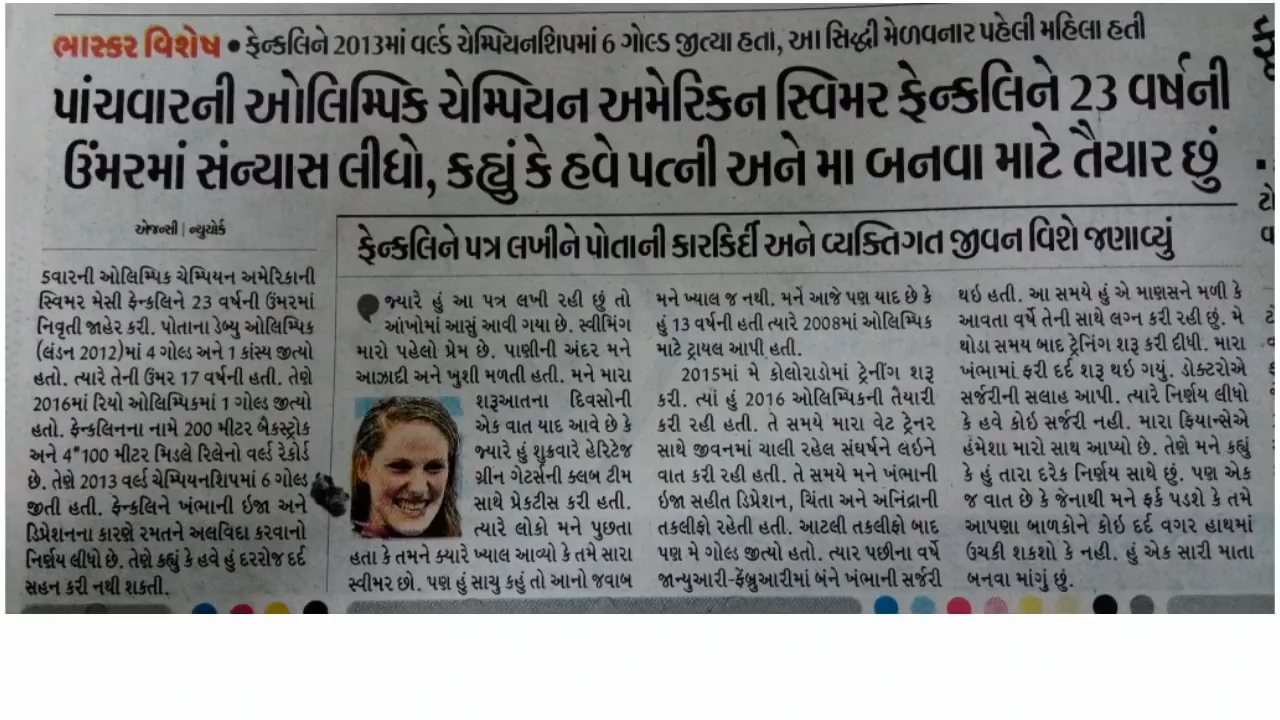 ભાસ્કર વિશેષ • ફેન્કલિને 2013માં વર્લ્ડ ચેમ્પિયનશિપમાં 6 ગોલ્ડ જીત્યા હતા, આ સિદ્ધી મેળવનાર પહેલી મહિલા હતી
પાંચવારની ઓલિમ્પિક ચેમ્પિયન અમેરિકન સ્વિમર ફેન્કલિને 23 વર્ષની
ઉંમરમાં સંન્યાસ લીધો, કહ્યું કે હવે પત્ની અને મા બનવા માટે તૈયાર છું
એજન્સી | ન્યુયોર્ક
5વારની ઓલિમ્પિક ચેમ્પિયન અમેરિકાની
સ્વિમર મેસી ફેન્કલિને 23 વર્ષની ઉંમરમાં
નિવૃતી જાહેર કરી. પોતાના ડેબ્યુ ઓલિમ્પિક
(લંડન 2012)માં 4 ગોલ્ડ અને 1 કાંસ્ય જીત્યો
હતો. ત્યારે તેની ઉમર 17 વર્ષની હતી. તેણે
2016માં રિયો ઓલિમ્પિકમાં 1 ગોલ્ડ જીત્યો
હતો. ફેન્કલિનના નામે 200 મીટર બૈકસ્ટ્રોક
અને 4*100 મીટર મિડલે રિલેનો વર્લ્ડ રેકોર્ડ
છે. તેણે 2013 વર્લ્ડ ચેમ્પિયનશિપમાં 6 ગોલ્ડ
જીતી હતી. ફેન્કલિને ખંભાની ઇજા અને
ડિપ્રેશનના કારણે રમતને અલવિદા કરવાનો
નિર્ણય લીધો છે. તેણે કહ્યું કે હવે હું દરરોજ દર્દ
સહન કરી નથી શકતી.
ફેન્કલિને પત્ર લખીને પોતાની કારકિર્દી અને વ્યક્તિગત જીવન વિશે જણાવ્યું
જ્યારે હું આ પત્ર લખી રહી છું તો
આંખોમાં આસું આવી ગયા છે. સ્વીમિંગ
મારો પહેલો પ્રેમ છે. પાણીની અંદર મને
આઝાદી અને ખુશી મળતી હતી. મને મારા
શરૂઆતના દિવસોની
એક વાત યાદ આવે છે કે
જ્યારે હું શુક્રવારે હેરિટેજ
ગ્રીન ગેટર્સની ક્લબ ટીમ
સાથે પ્રેકટીસ કરી હતી.
ત્યારે લોકો મને પુછતા
હતા કે તમને ક્યારે ખ્યાલ આવ્યો કે તમે સારા
સ્વીમર છો. પણ હું સાચુ કહું તો આનો જવાબ
મને ખ્યાલ જ નથી. મને આજે પણ યાદ છે કે
હું 13 વર્ષની હતી ત્યારે 2008માં ઓલિમ્પિક
માટે ટ્રાયલ આપી હતી.
2015માં મે કોલોરાડોમાં ટ્રેનીંગ શરૂ
કરી. ત્યાં હું 2016 ઓલિમ્પિકની તૈયારી
કરી રહી હતી. તે સમયે મારા વેટ ટ્રેનર
સાથે જીવનમાં ચાલી રહેલ સંઘર્ષને લઇને
વાત કરી રહી હતી. તે સમયે મને ખંભાની
ઇજા સહીત ડિપ્રેશન, ચિંતા અને અંનિદ્રાની
તકલીફો રહેતી હતી. આટલી તકલીફો બાદ
પણ મે ગોલ્ડ જીત્યો હતો. ત્યાર પછીના વર્ષે
જાન્યુઆરી-ફેબ્રુઆરીમાં બંને ખંભાની સર્જરી
થઇ હતી. આ સમયે હું એ માણસને મળી કે
આવતા વર્ષે તેની સાથે લગ્ન કરી રહી છું. મે
થોડા સમય બાદ ટ્રેનિંગ શરૂ કરી દીધી. મારા
ખંભામાં ફરી દર્દ શરૂ થઇ ગયું. ડોક્ટરોએ
સર્જરીની સલાહ આપી. ત્યારે નિર્ણય લીધો
કે હવે કોઇ સર્જરી નહી. મારા ફિયાન્સેએ
હંમેશા મારો સાથ આપ્યો છે. તેણે મને કહ્યું
કે હું તારા દરેક નિર્ણય સાથે છું. પણ એક
જ વાત છે કે જેનાથી મને ફર્ક પડશે કે તમે
આપણા બાળકોને કોઇ દર્દ વગર હાથમાં
ઉચકી શકશો કે નહી. હું એક સારી માતા
બનવા માંગું છું.